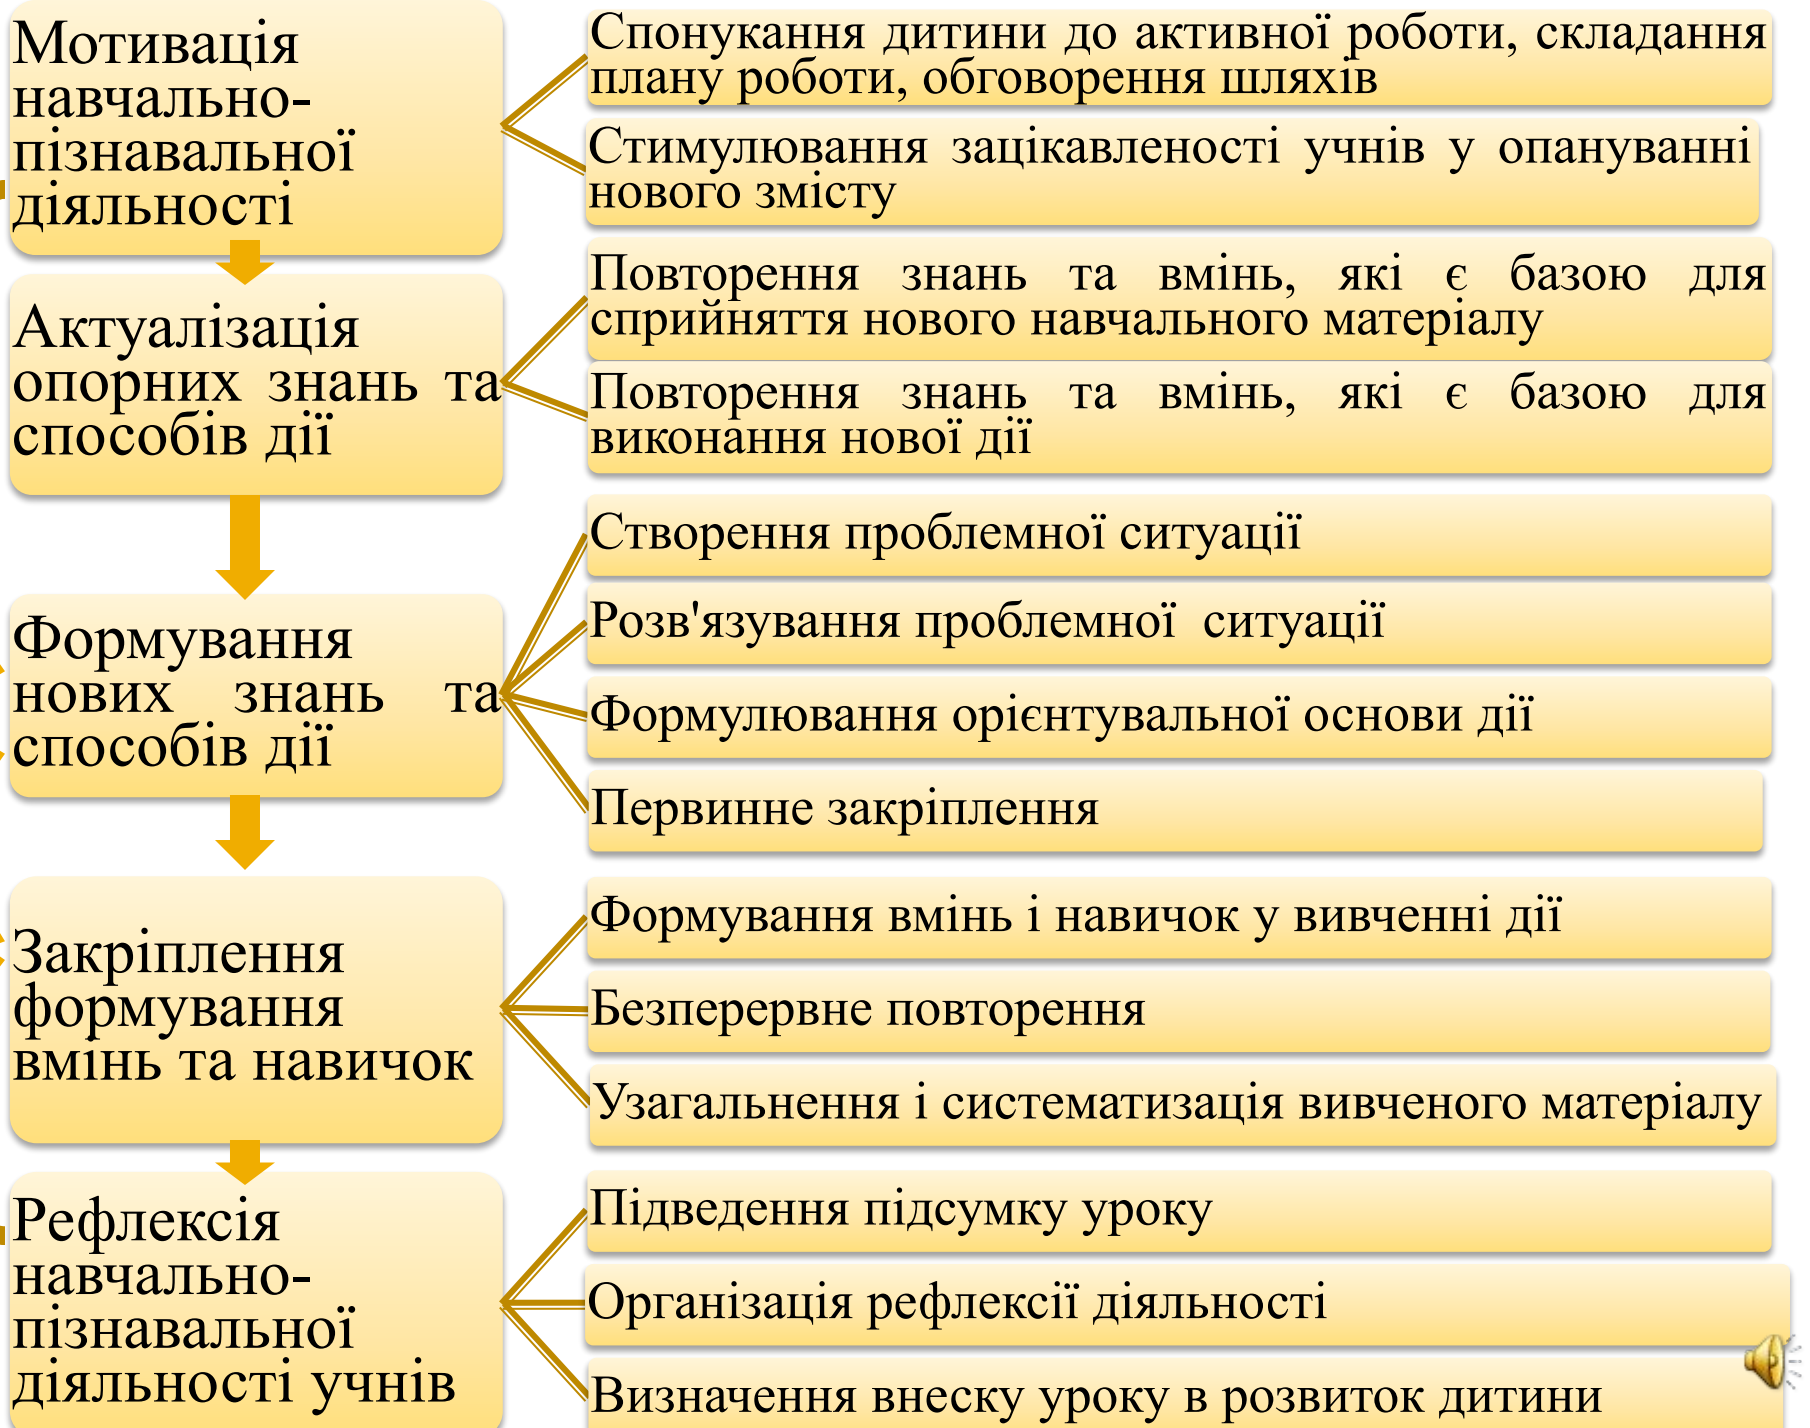 Мотивація
навчально-
пізнавальної
діяльності
Спонукання дитини до активної роботи, складання
плану роботи, обговорення шляхів
Стимулювання зацікавленості учнів у опануванні
нового змісту
Актуалізація
опорних знань та
способів дії
Повторення знань та вмінь, які є базою для
сприйняття нового навчального матеріалу
Повторення знань та вмінь, які є базою для
виконання нової дії
Формування
нових знань та
способів дії
Створення проблемної ситуації
Розв'язування проблемної ситуації
Формулювання орієнтувальної основи дії
Первинне закріплення
Закріплення
формування
вмінь та навичок
Формування вмінь і навичок у вивченні дії
Безперервне повторення
Узагальнення і систематизація вивченого матеріалу
Рефлексія
навчально-
пізнавальної
діяльності учнів
Підведення підсумку уроку
Організація рефлексії діяльності
Визначення внеску уроку в розвиток дитини